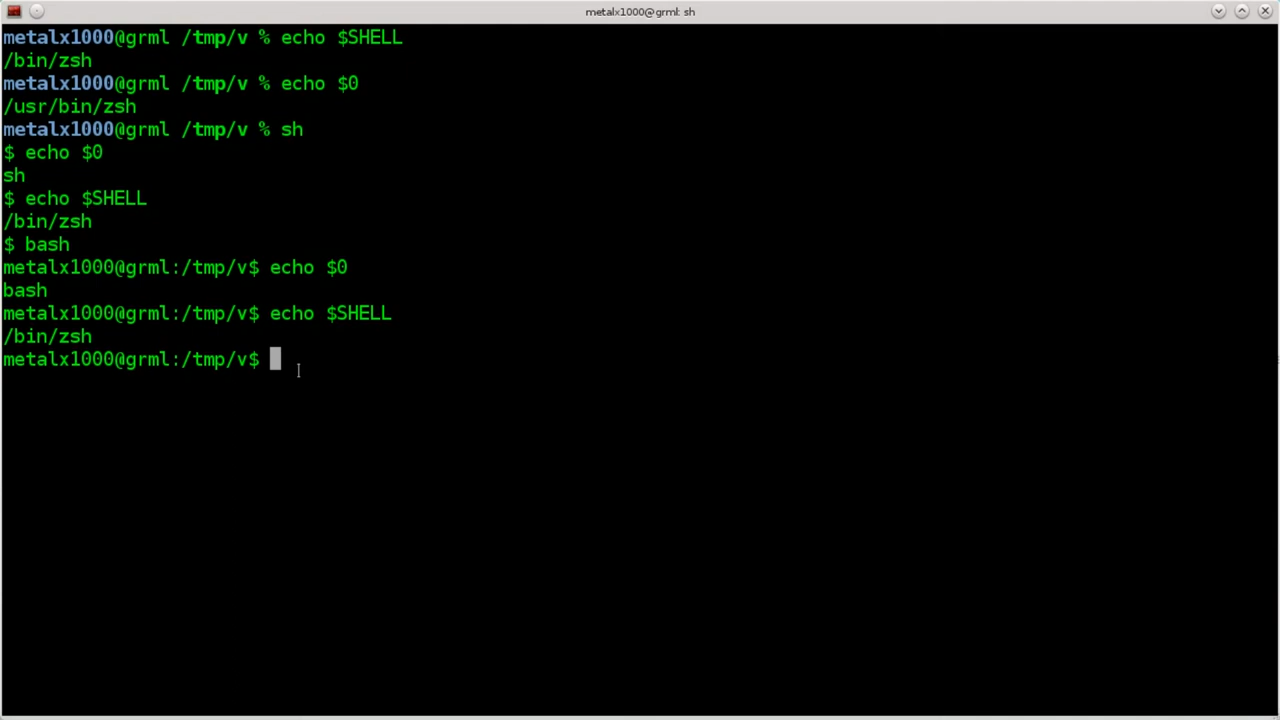 metalx1000@grml: sh
metalx1000@grml /tmp/v % echo $SHELL
/bin/zsh
metalx1000@grml /tmp/v % echo $0
/usr/bin/zsh
metalx1000@grml /tmp/v % sh
$ echo $0
sh
$ echo $SHELL
/bin/zsh
$ bash
metalx1000@grml:/tmp/v$ echo $0
bash
metalx1000@grml:/tmp/v$ echo $SHELL
/bin/zsh
metalx1000@grml:/tmp/v$